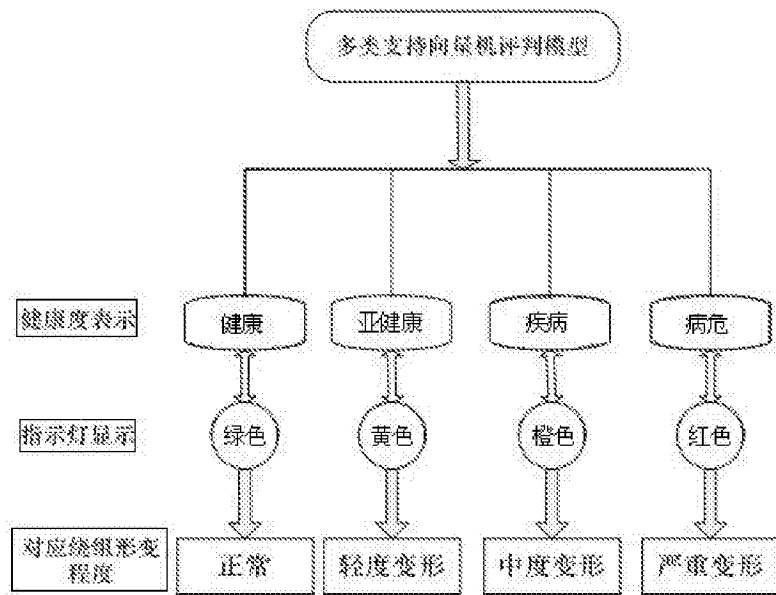 多类支持向量机评判模型
健康度表示
健康
亚健康
疾病
病危
指示灯显示
绿色
黄色
橙色
红色
对应绕组形变
程度
正常
轻度变形
中度变形
严重变形